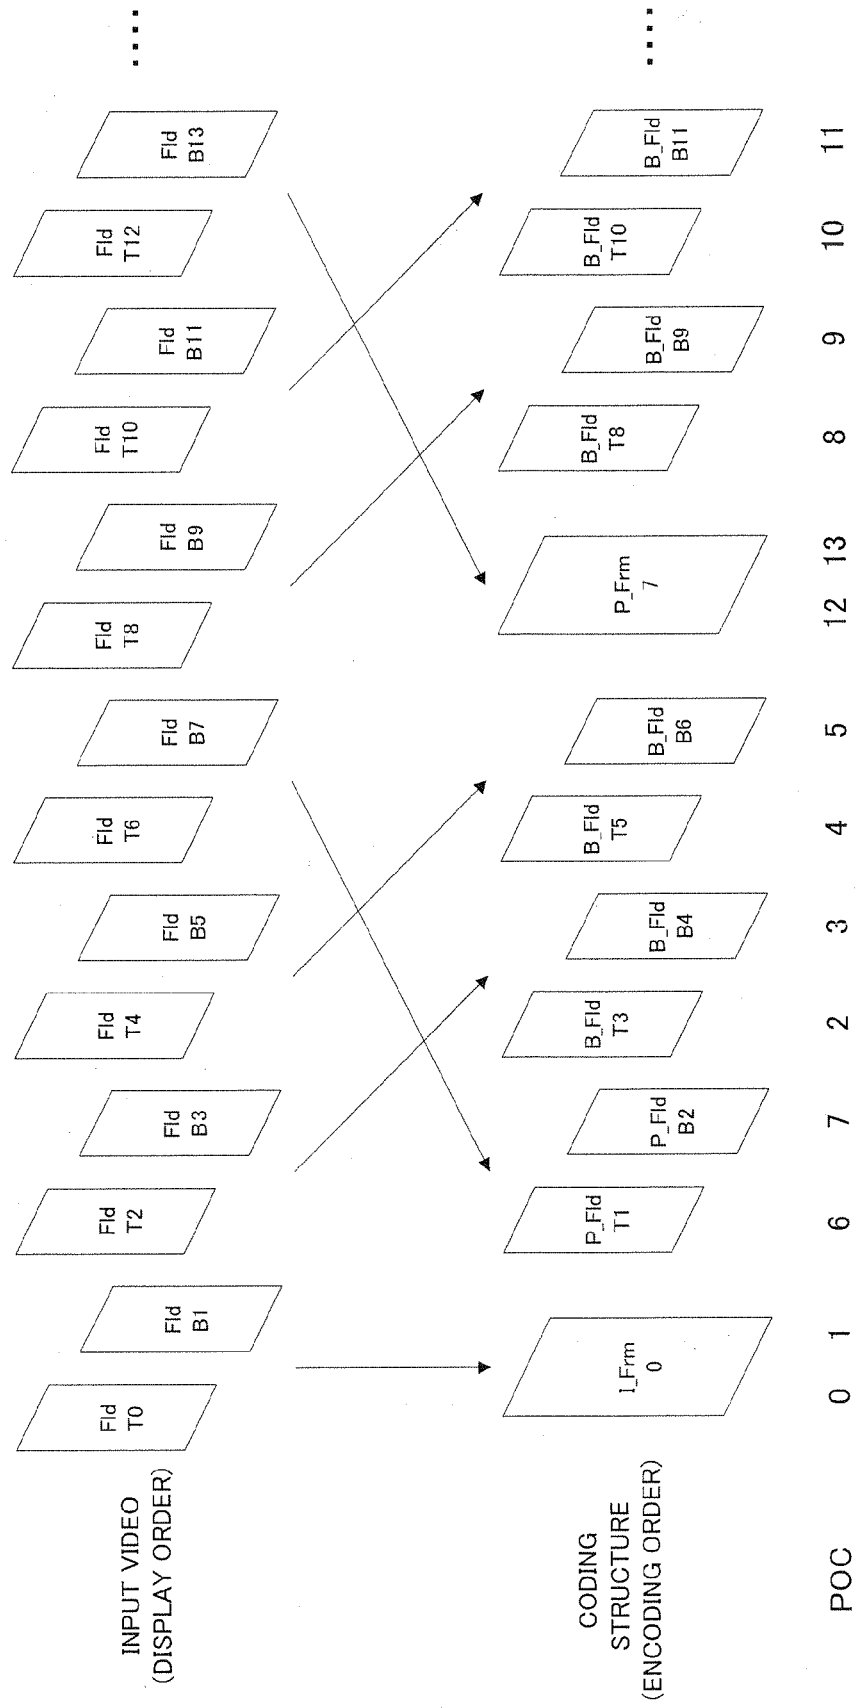 INPUT VIDEO
(DISPLAY ORDER)
Fld
T0
Fld
B1
Fld
T2
Fld
B3
Fld
T4
Fld
B5
Fld
T6
Fld
B7
Fld
T8
Fld
B9
Fld
T10
Fld
B11
Fld
T12
Fld
B13
....
CODING
STRUCTURE
(ENCODING ORDER)
I_Frm
0
P_Fld
T1
P_Fld
B2
B_Fld
T3
B_Fld
B4
B_Fld
T5
B_Fld
B6
P_Frm
7
B_Fld
T8
B_Fld
B9
B_Fld
T10
B_Fld
B11
....
POC 0 1 6 7 2 3 4 5 12 13 8 9 10 11